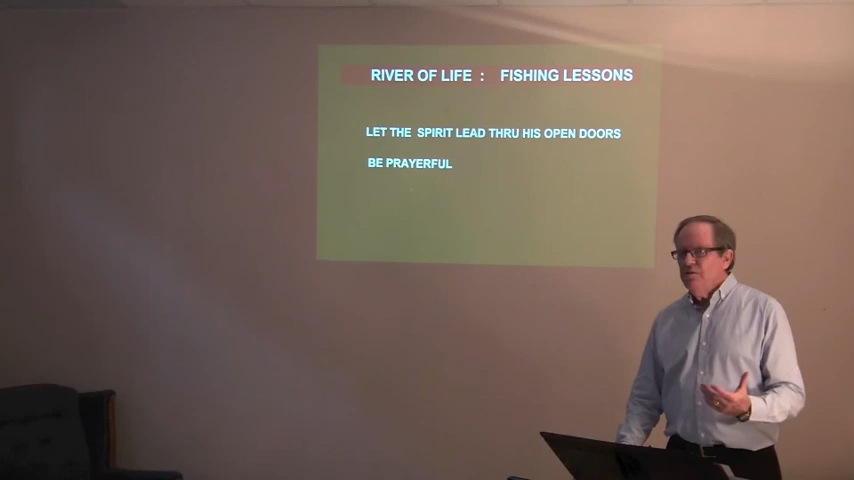 RIVER OF LIFE : FISHING LESSONS
LET THE SPIRIT LEAD THRU HIS OPEN DOORS
BE PRAYERFUL